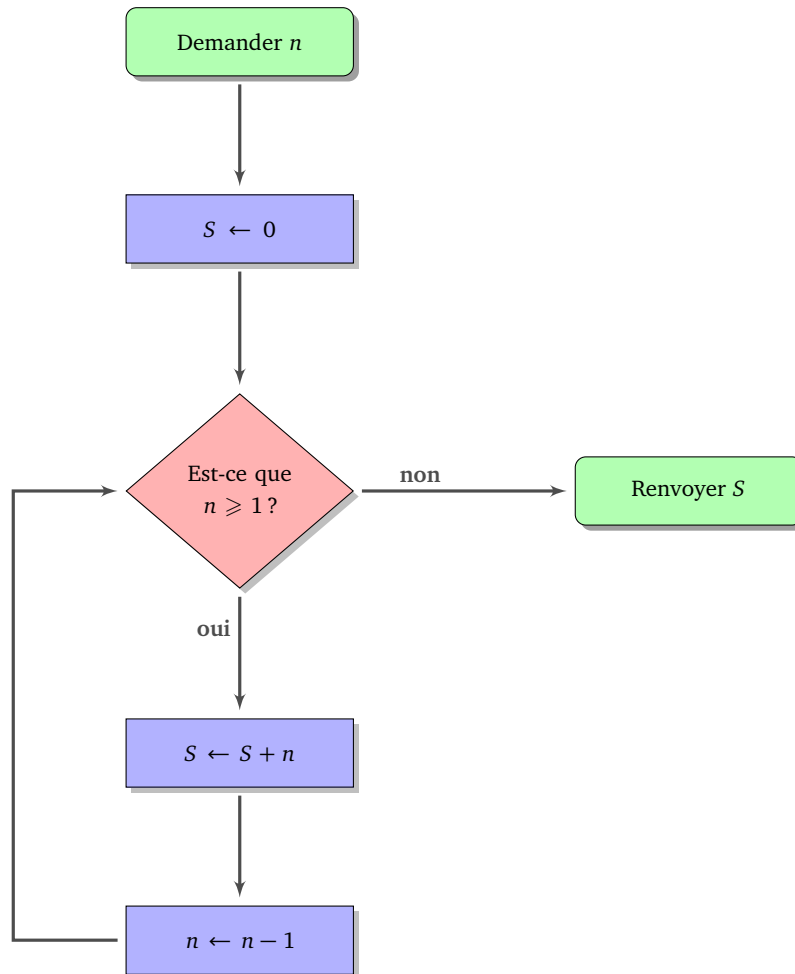 Demander n
S ← 0
Est-ce que
n ⩾ 1 ?
non
Renvoyer S
oui
S ← S + n
n ← n − 1